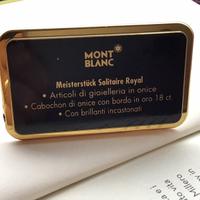 MONT
BLANC
Meisterstück Solitaire Royal
• Articoli di gioielleria in onice
• Cabochon di onice con bordo in oro 18 ct.
• Con brillanti incastonati